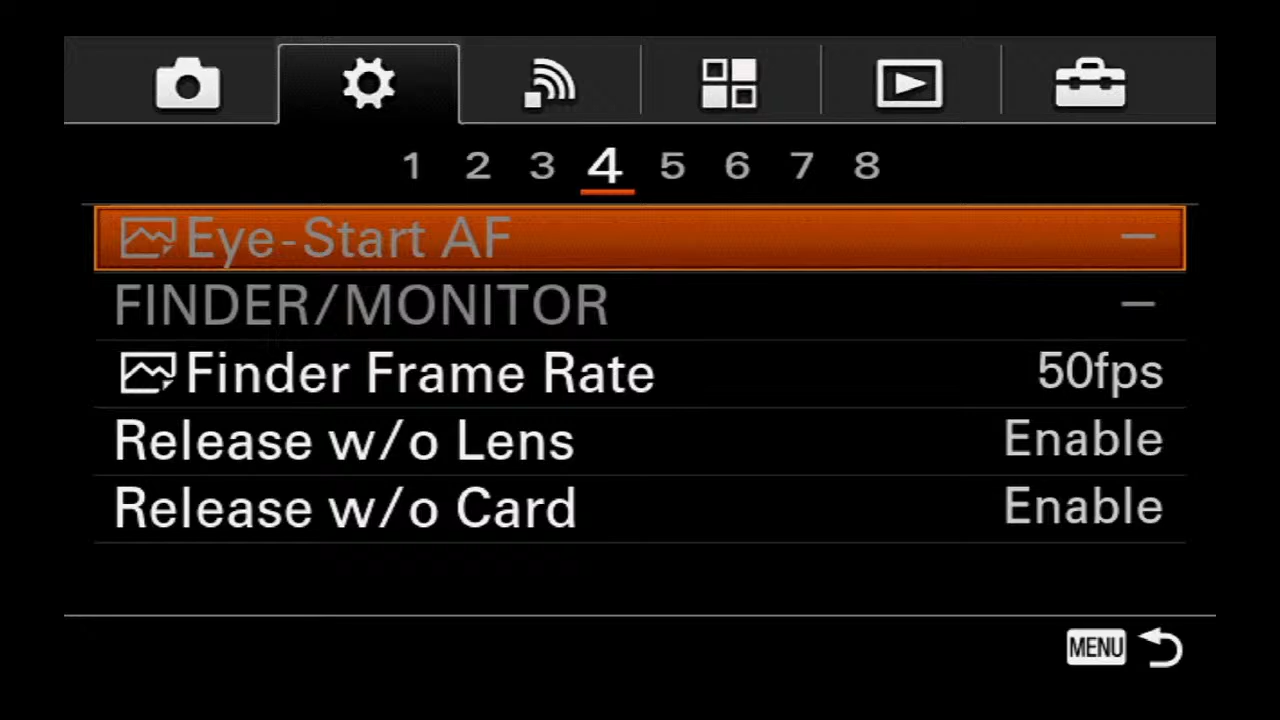 1 2 3 4 5 6 7 8
Eye-Start AF –
FINDER/MONITOR –
Finder Frame Rate 50fps
Release w/o Lens Enable
Release w/o Card Enable
MENU